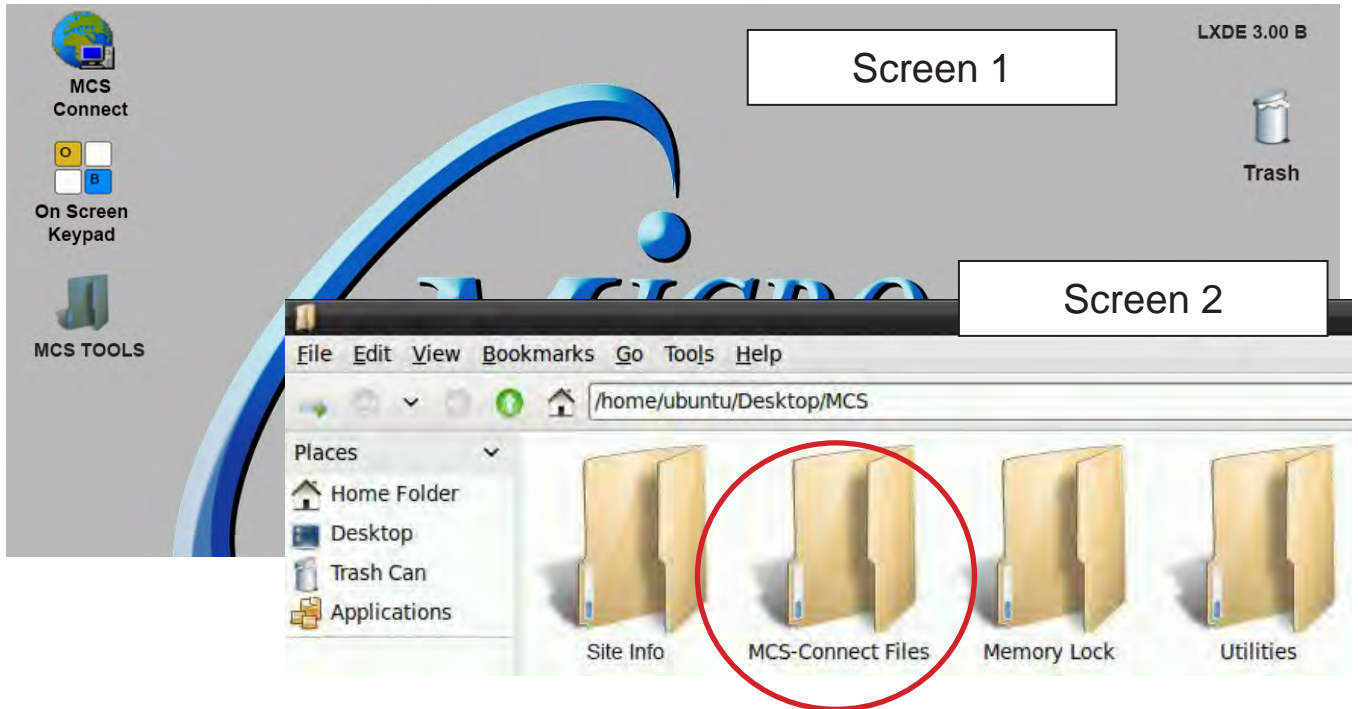 MCS
Connect
O
B
On Screen
Keypad
MCS TOOLS
Screen 1
LXDE 3.00 B
Trash
MICRO
Screen 2
File Edit View Bookmarks Go Tools Help
/home/ubuntu/Desktop/MCS
Places
Home Folder
Desktop
Trash Can
Applications
Site Info
MCS-Connect Files
Memory Lock
Utilities